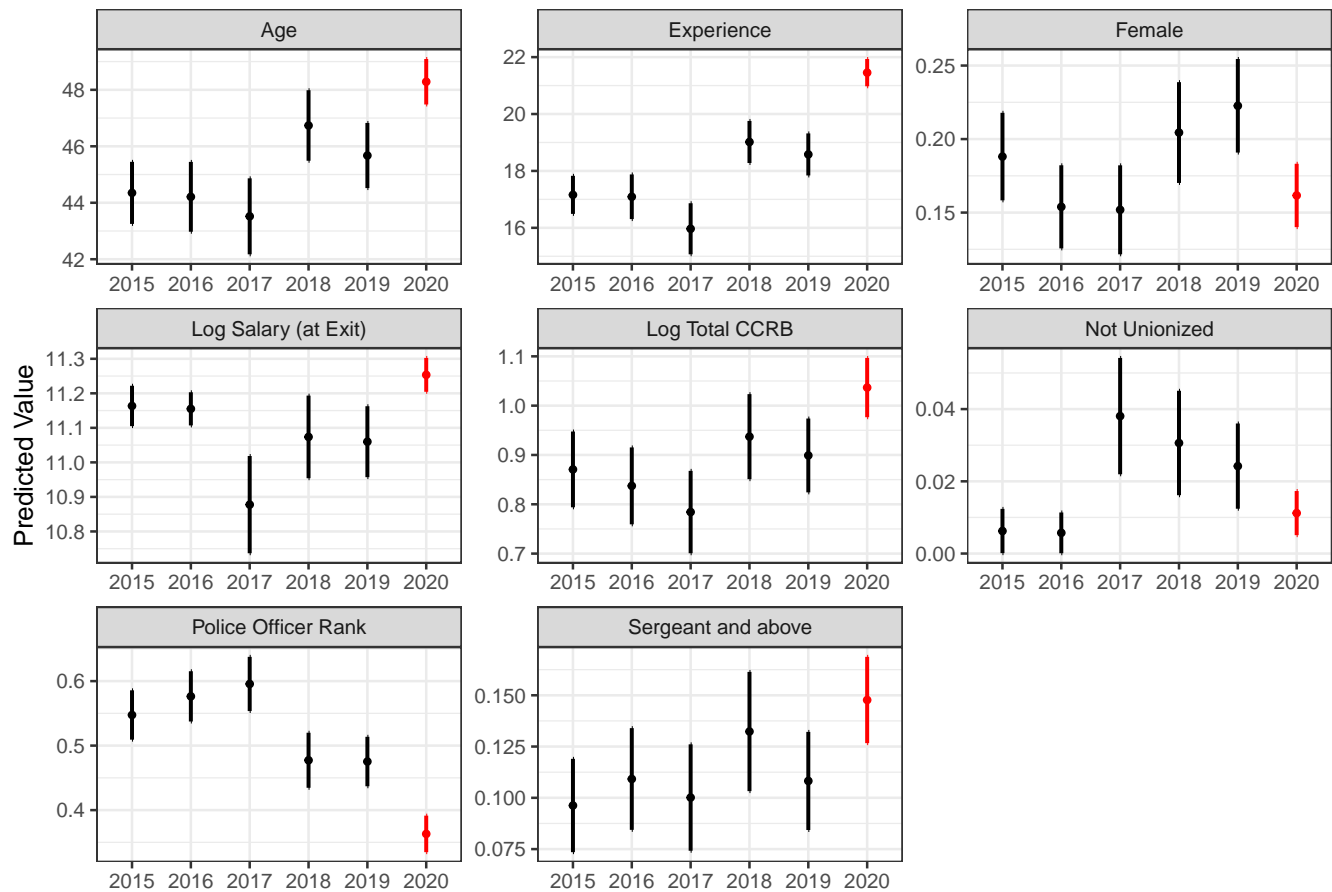 Age
Experience
Female
48
46
44
42
22
20
18
16
0.25
0.20
0.15
2015 2016 2017 2018 2019 2020
2015 2016 2017 2018 2019 2020
2015 2016 2017 2018 2019 2020
Log Salary (at Exit)
Log Total CCRB
Not Unionized
Predicted Value
11.3
11.2
11.1
11.0
10.9
10.8
1.1
1.0
0.9
0.8
0.7
0.04
0.02
0.00
2015 2016 2017 2018 2019 2020
2015 2016 2017 2018 2019 2020
2015 2016 2017 2018 2019 2020
Police Officer Rank
Sergeant and above
0.6
0.5
0.4
0.150
0.125
0.100
0.075
2015 2016 2017 2018 2019 2020
2015 2016 2017 2018 2019 2020